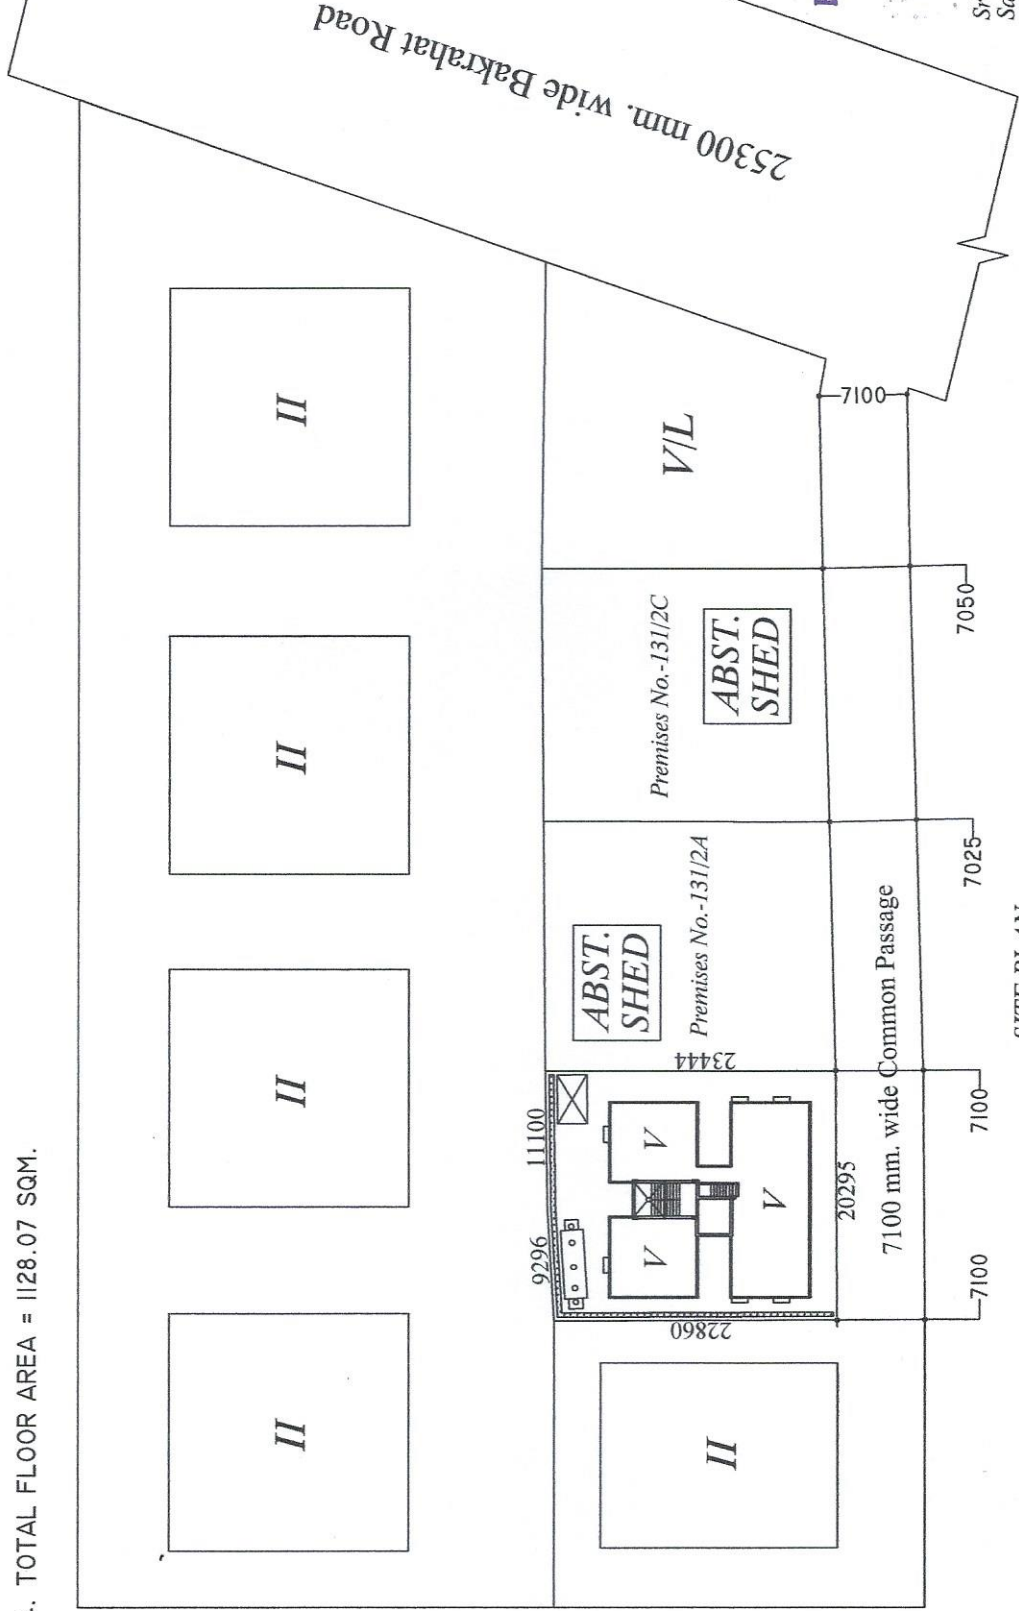 L. TOTAL FLOOR AREA = 1128.07 SQM.
25300 mm. wide Bakrahat Road
II
II
II
II
II
V/L
Premises No.-131/2C
ABST.
SHED
ABST.
SHED
Premises No.-131/2A
7100
7050
7025
7100
7100
7100 mm. wide Common Passage
11100
9296
23444
22860
20295
V
V
V
SITE PLAN